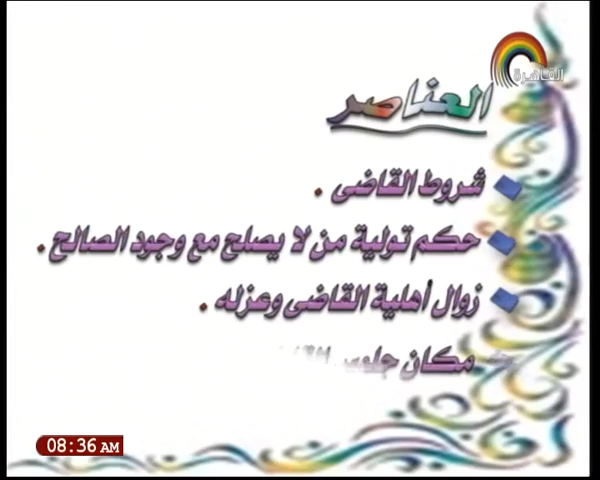 القاهرة
العناصر
شروط القاضى .
حكم تولية من لا يصلح مع وجود الصالح .
زوال أهلية القاضى وعزله .
مكان جلوس
08:36 AM